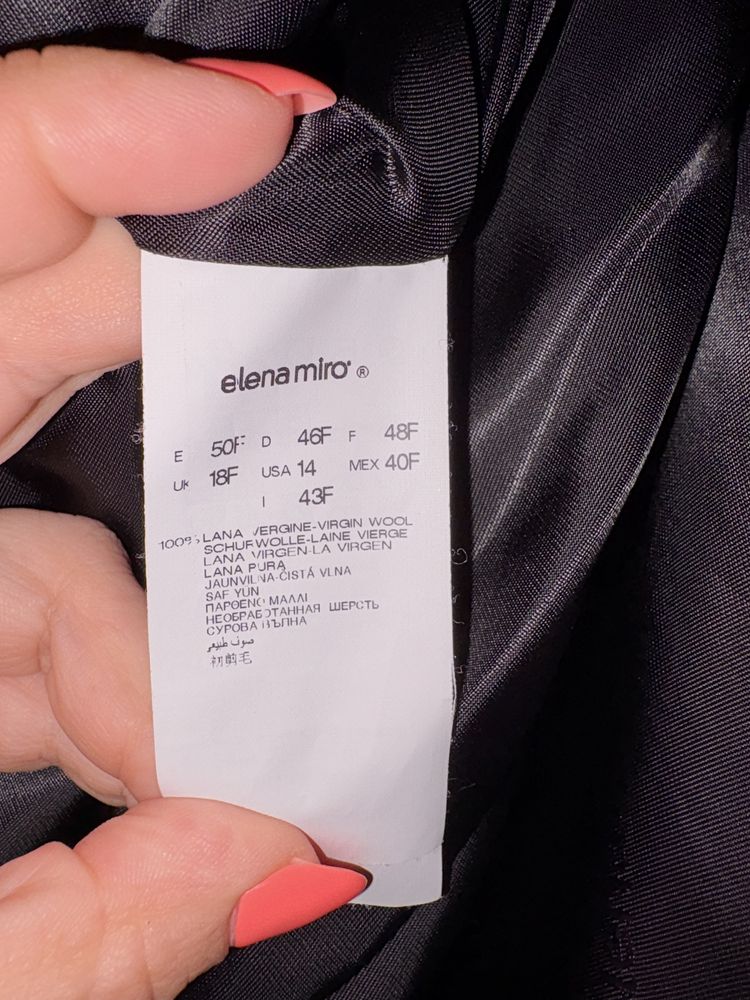 elena miro ®
E 50F D 46F F 48F
UK 18F USA 14 MEX 40F
I 43F
100% LANA VERGINE-VIRGIN WOOL
SCHURWOLLE-LAINE VIERGE
LANA VIRGEN-LA VIRGEN
LANA PURA
JAUNVILNA-ČISTÁ VLNA
SAF YÜN
ΠΑΡΘΕΝΟ ΜΑΛΛΙ
НЕОБРАБОТАННАЯ ШЕРСТЬ
СУРОВА ВЪЛНА
صوف طبيعي
初剪毛